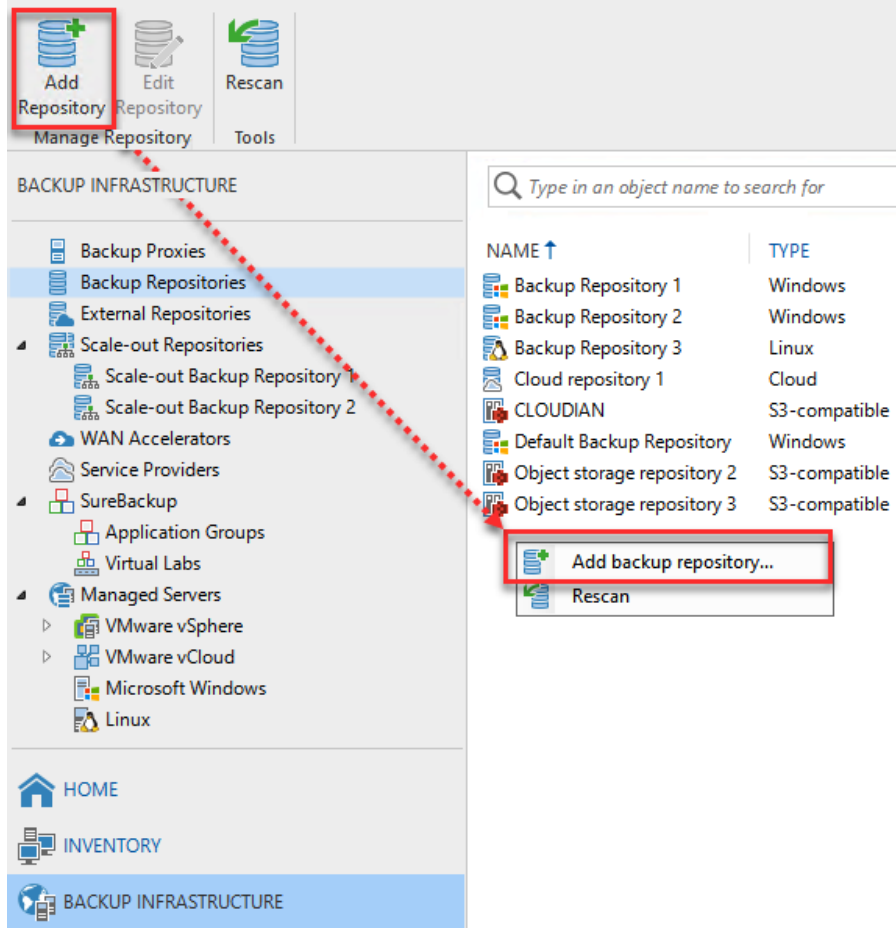 Add Repository
Edit Repository
Rescan
Manage Repository
Tools
BACKUP INFRASTRUCTURE
Backup Proxies
Backup Repositories
External Repositories
Scale-out Repositories
Scale-out Backup Repository 1
Scale-out Backup Repository 2
WAN Accelerators
Service Providers
SureBackup
Application Groups
Virtual Labs
Managed Servers
VMware vSphere
VMware vCloud
Microsoft Windows
Linux
HOME
INVENTORY
BACKUP INFRASTRUCTURE
Type in an object name to search for
NAME TYPE
Backup Repository 1 Windows
Backup Repository 2 Windows
Backup Repository 3 Linux
Cloud repository 1 Cloud
CLOUDIAN S3-compatible
Default Backup Repository Windows
Object storage repository 2 S3-compatible
Object storage repository 3 S3-compatible
Add backup repository...
Rescan